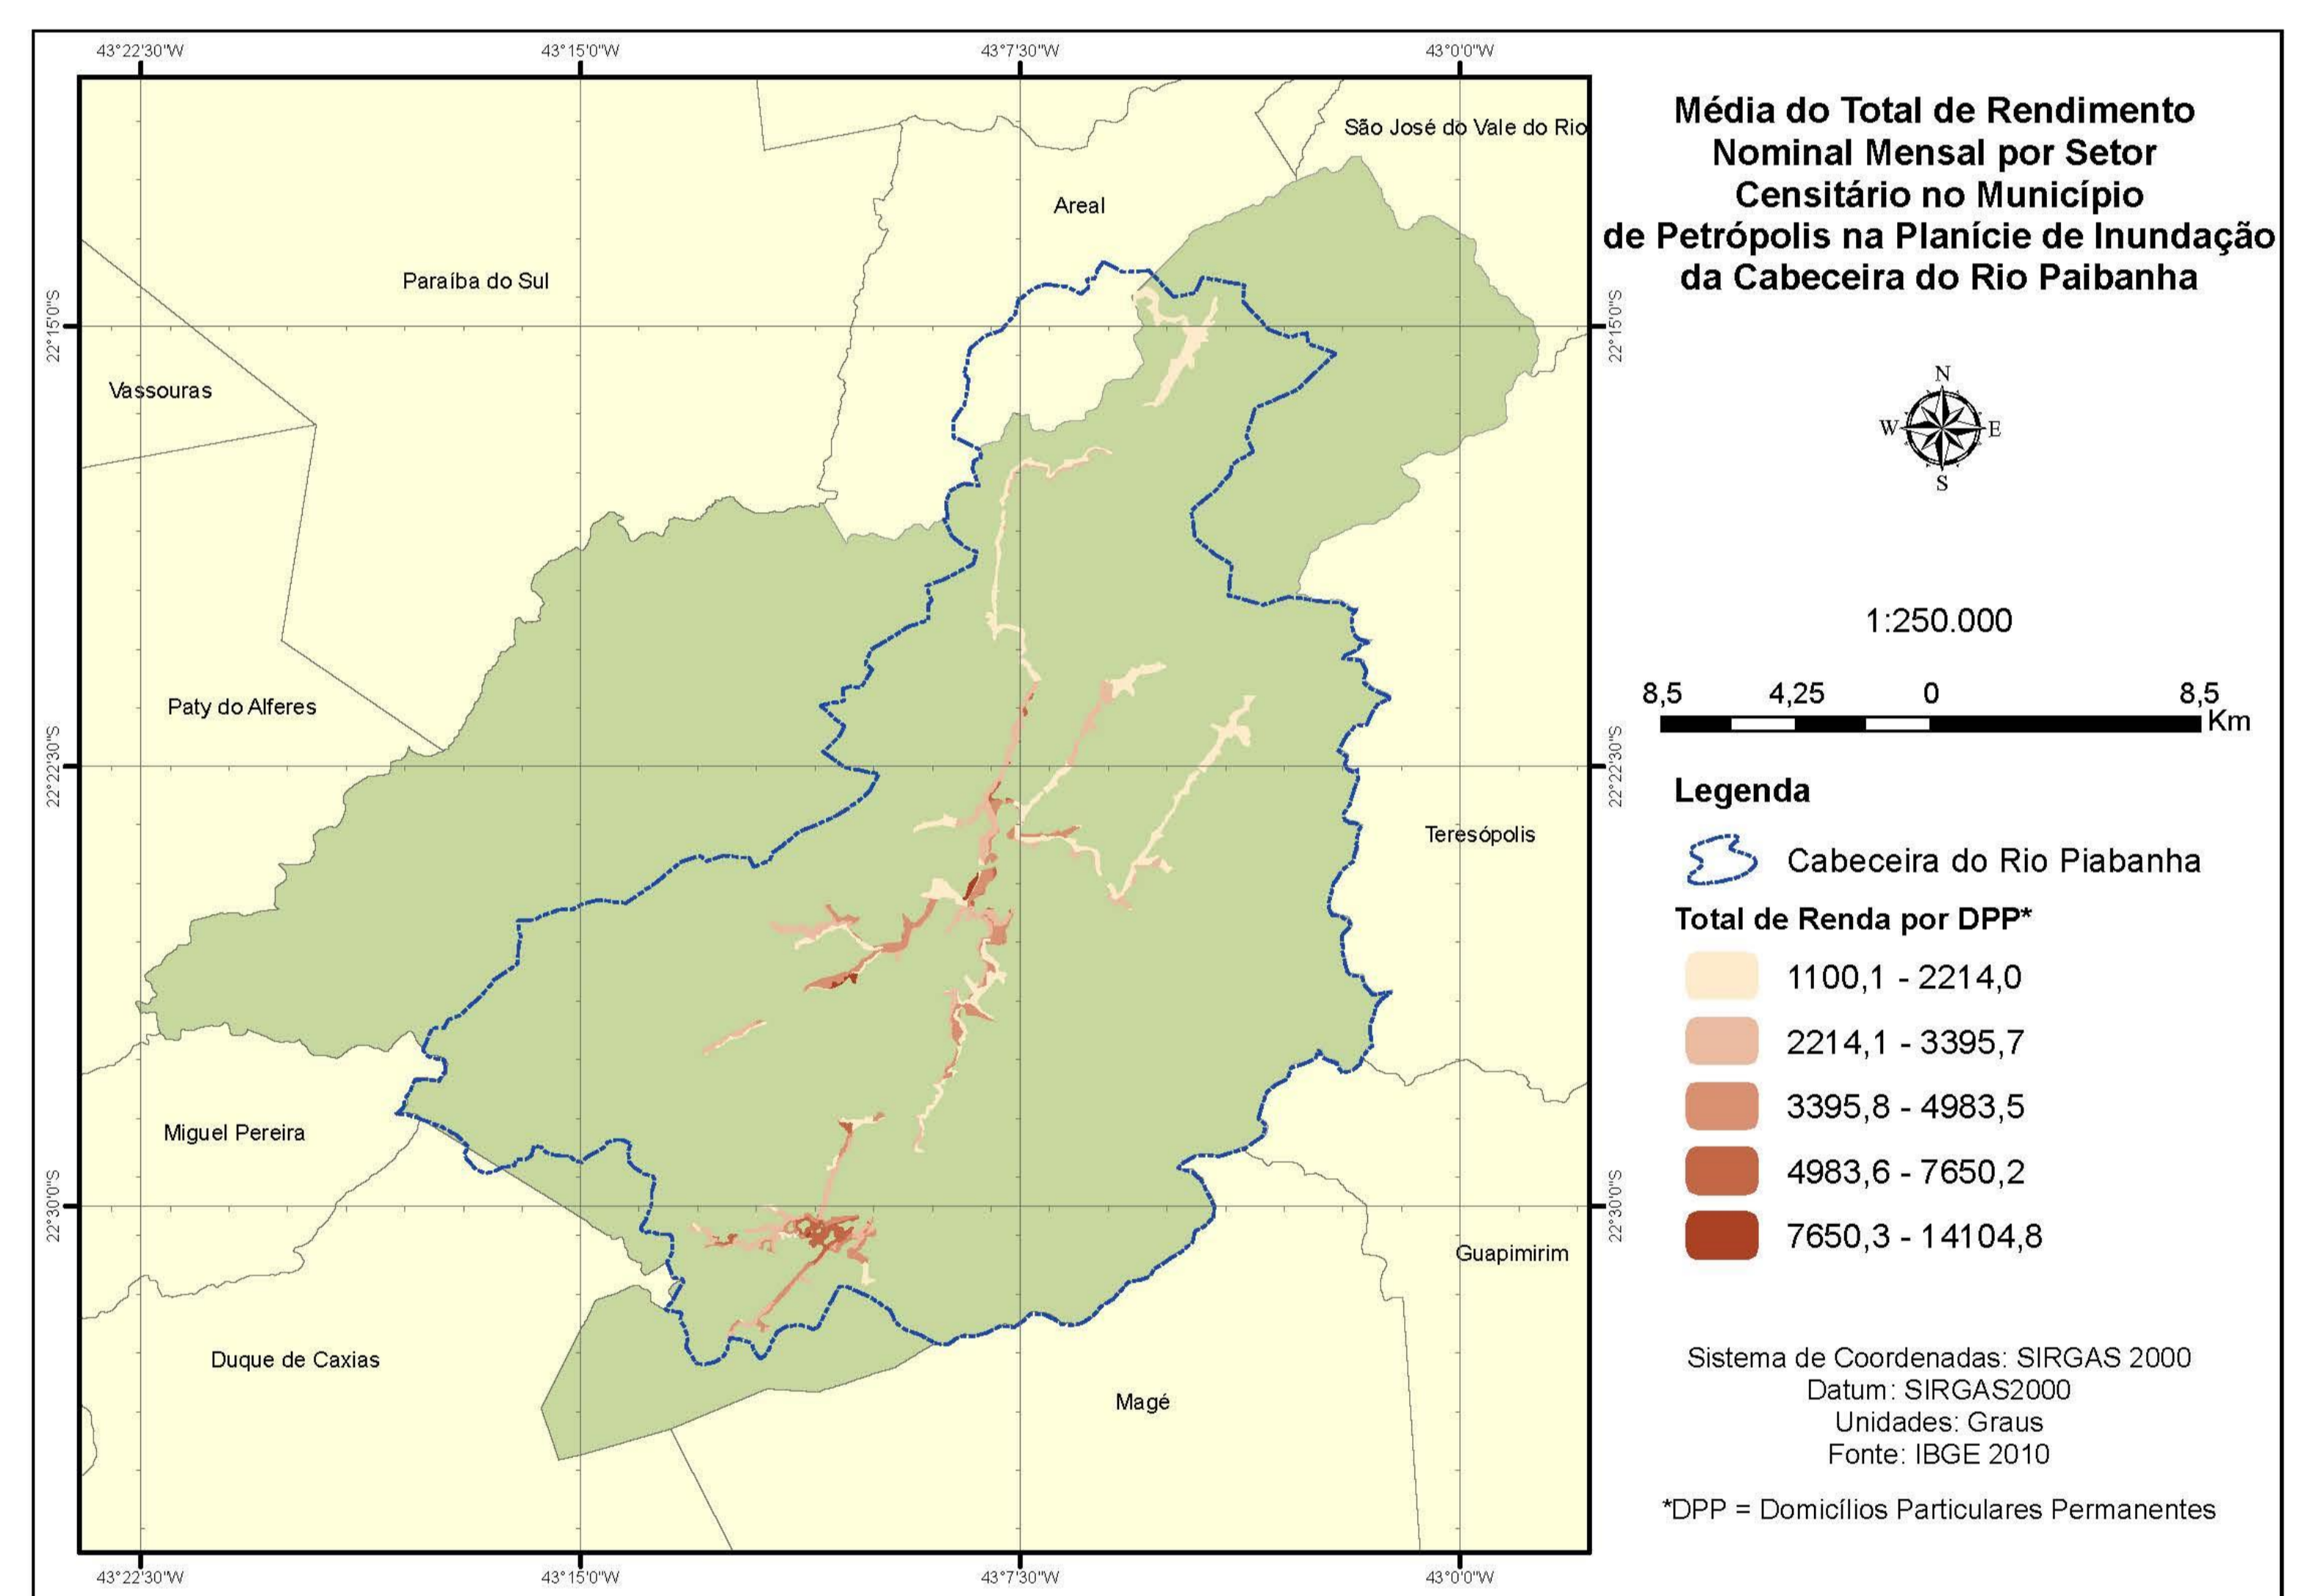 43°22'30"W
43°15'0"W
43°7'30"W
43°0'0"W
22°15'0"S
22°22'30"S
22°30'0"S
22°15'0"S
22°22'30"S
22°30'0"S
43°22'30"W
43°15'0"W
43°7'30"W
43°0'0"W
São José do Vale do Rio
Areal
Paraíba do Sul
Vassouras
Paty do Alferes
Teresópolis
Miguel Pereira
Guapimirim
Duque de Caxias
Magé
Média do Total de Rendimento
Nominal Mensal por Setor
Censitário no Município
de Petrópolis na Planície de Inundação
da Cabeceira do Rio Paibanha
N
W E
S
1:250.000
8,5 4,25 0 8,5
Km
Legenda
Cabeceira do Rio Piabanha
Total de Renda por DPP*
1100,1 - 2214,0
2214,1 - 3395,7
3395,8 - 4983,5
4983,6 - 7650,2
7650,3 - 14104,8
Sistema de Coordenadas: SIRGAS 2000
Datum: SIRGAS2000
Unidades: Graus
Fonte: IBGE 2010
*DPP = Domicílios Particulares Permanentes